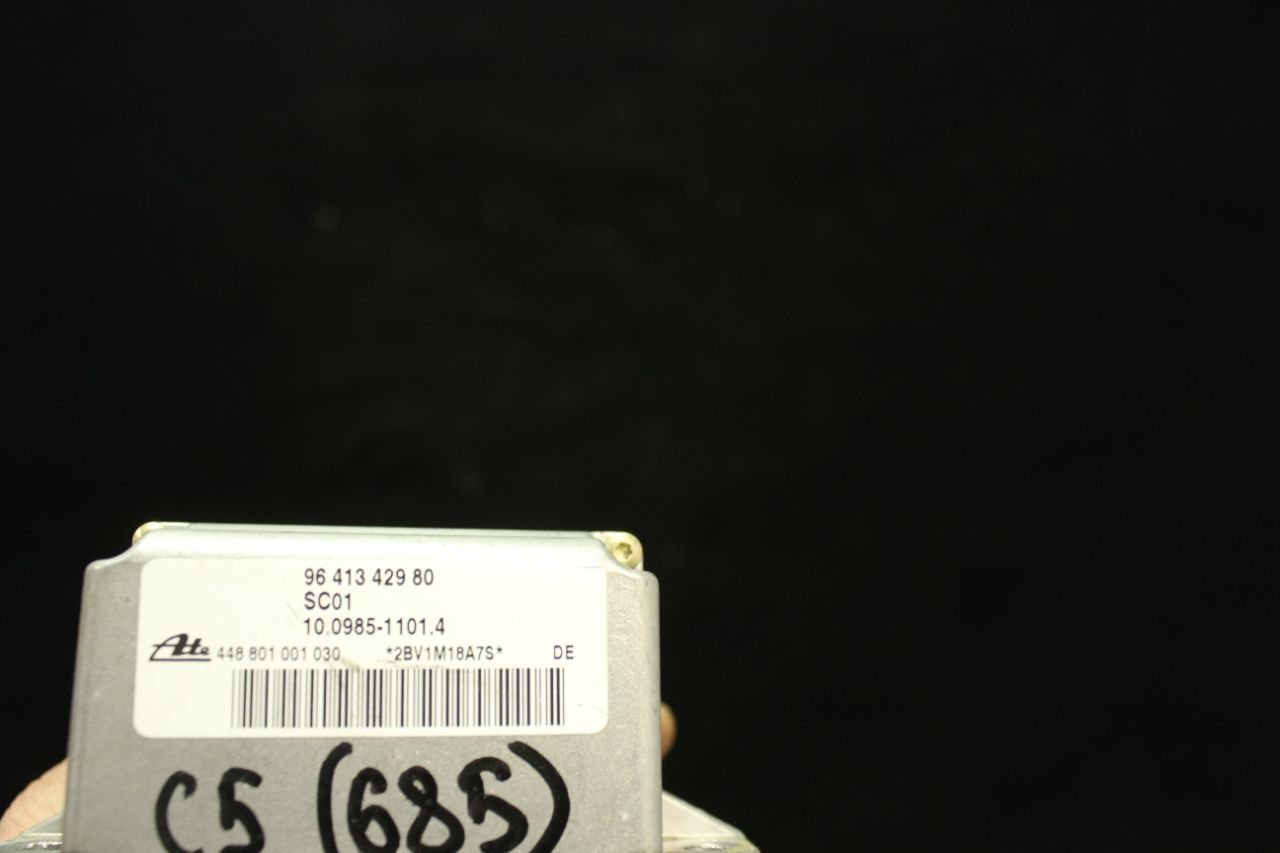 96 413 429 80
SC01
10.0985-1101.4
Ate 448 801 001 030 *2BV1M18A7S* DE
C5 (685)